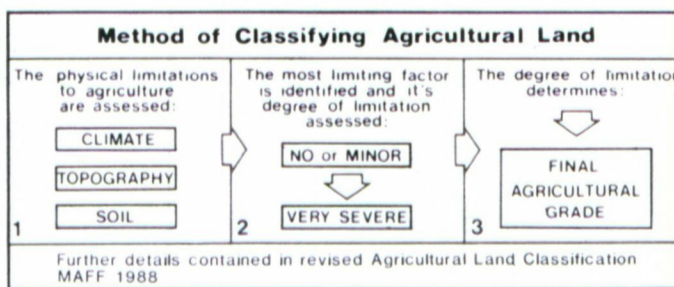 Method of Classifying Agricultural Land
The physical limitations
to agriculture
are assessed:
CLIMATE
TOPOGRAPHY
SOIL
1
The most limiting factor
is identified and it's
degree of limitation
assessed:
NO or MINOR
VERY SEVERE
2
The degree of limitation
determines:
FINAL
AGRICULTURAL
GRADE
3
Further details contained in revised Agricultural Land Classification
MAFF 1988